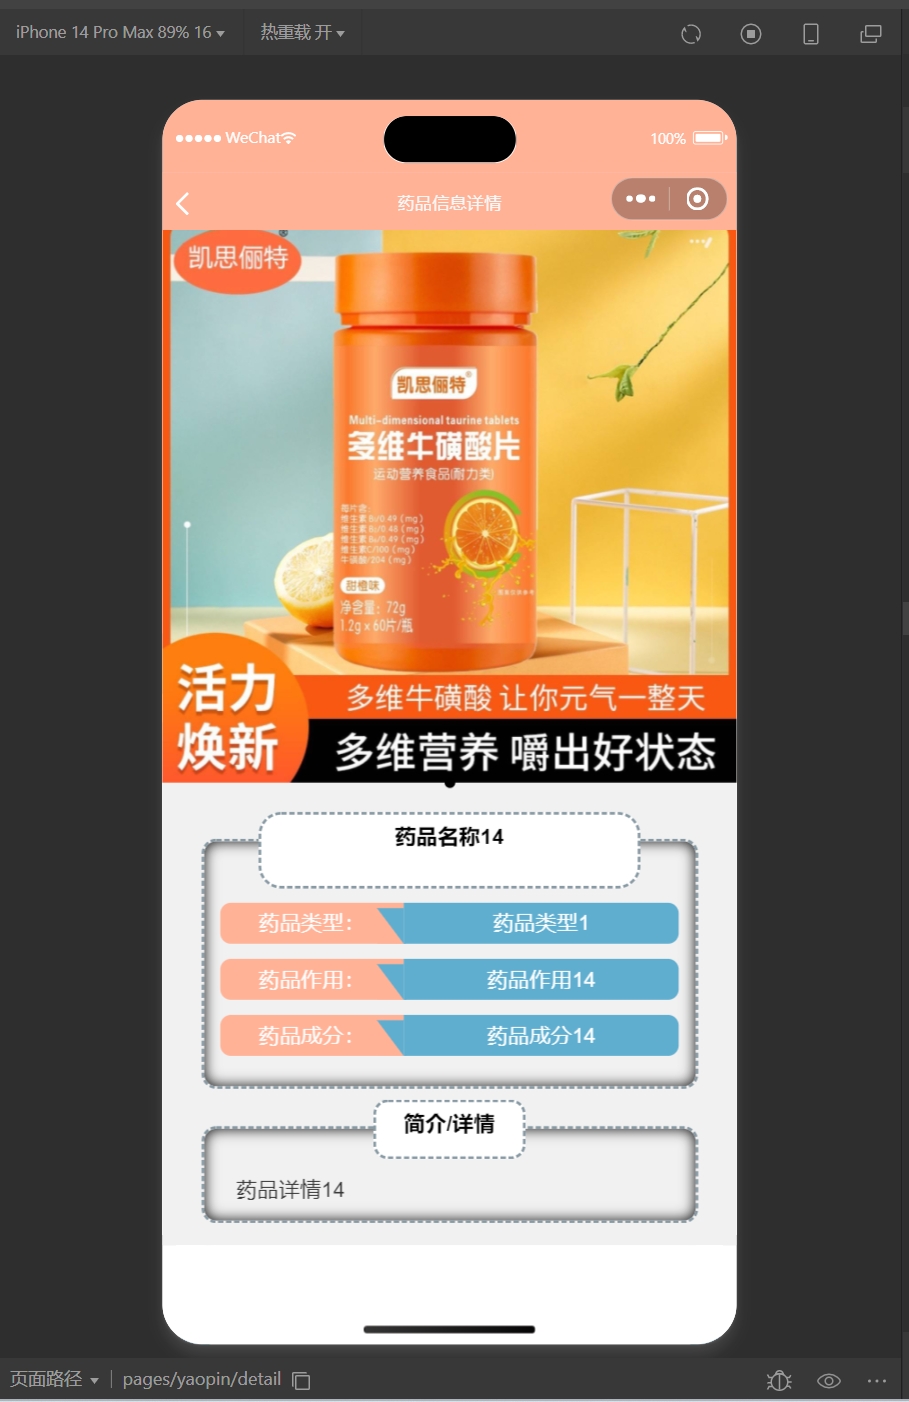 iPhone 14 Pro Max 89% 16
热重载 开
WeChat
100%
药品信息详情
凯思俪特
凯思俪特
Multi-dimensional taurine tablets
多维牛磺酸片
运动营养食品(耐力类)
每片含:
维生素B₁/0.49(mg)
维生素B₂/0.48(mg)
维生素B₆/0.49(mg)
维生素C/100(mg)
牛磺酸/204(mg)
甜橙味
净含量: 72g
1.2g x 60片/瓶
活力
焕新
多维牛磺酸 让你元气一整天
多维营养 嚼出好状态
药品名称14
药品类型:
药品类型1
药品作用:
药品作用14
药品成分:
药品成分14
简介/详情
药品详情14
页面路径
pages/yaopin/detail